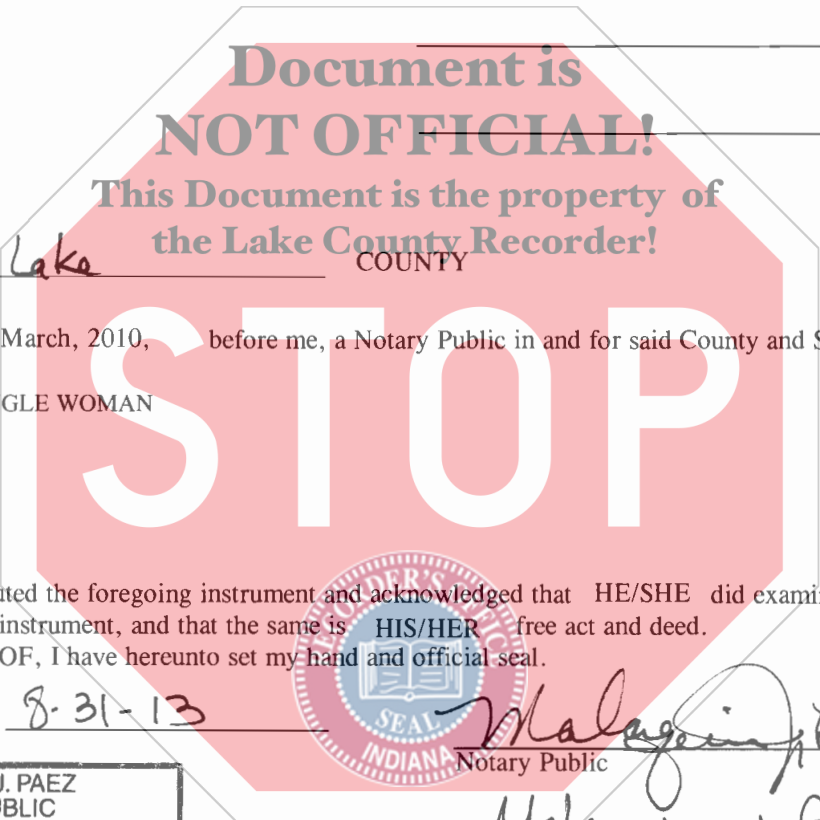 Document is
NOT OFFICIAL!
This Document is the property of
the Lake County Recorder!
Lake COUNTY
March, 2010, before me, a Notary Public in and for said County and S
GLE WOMAN
STOP
uted the foregoing instrument and acknowledged that HE/SHE did exami
instrument, and that the same is HIS/HER free act and deed.
OF, I have hereunto set my hand and official seal.
RECORDER'S OFFICE
SEAL
INDIANA
8-31-13
Notary Public
J. PAEZ
UBLIC